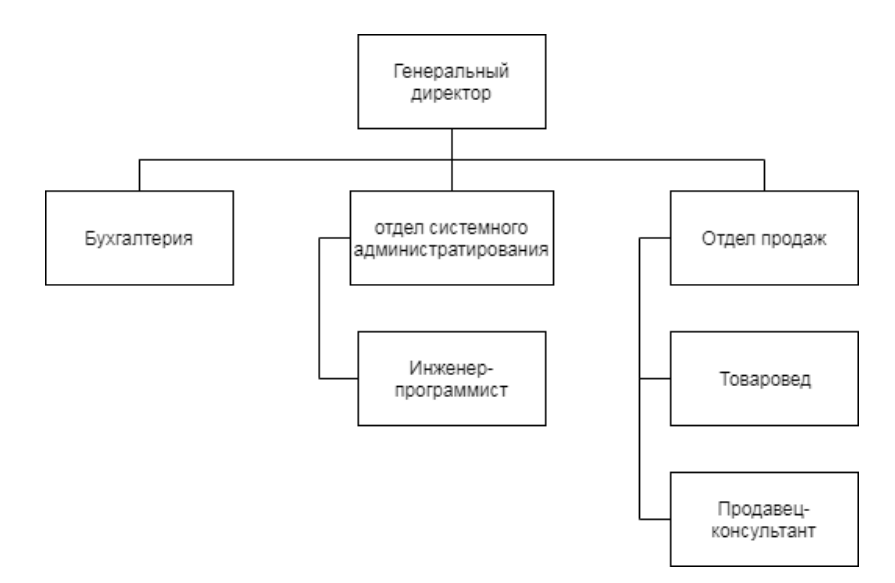 Генеральный
директор
Бухгалтерия
отдел системного
администратирования
Отдел продаж
Инженер-
программист
Товаровед
Продавец-
консультант